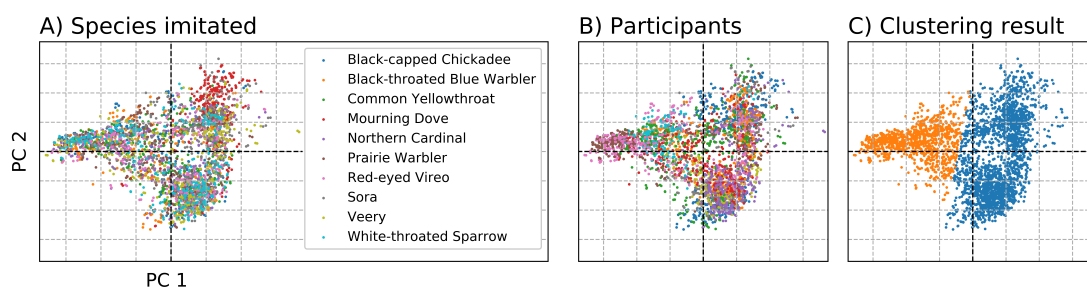 A) Species imitated
B) Participants
C) Clustering result
Black-capped Chickadee
Black-throated Blue Warbler
Common Yellowthroat
Mourning Dove
Northern Cardinal
Prairie Warbler
Red-eyed Vireo
Sora
Veery
White-throated Sparrow
PC 2
PC 1